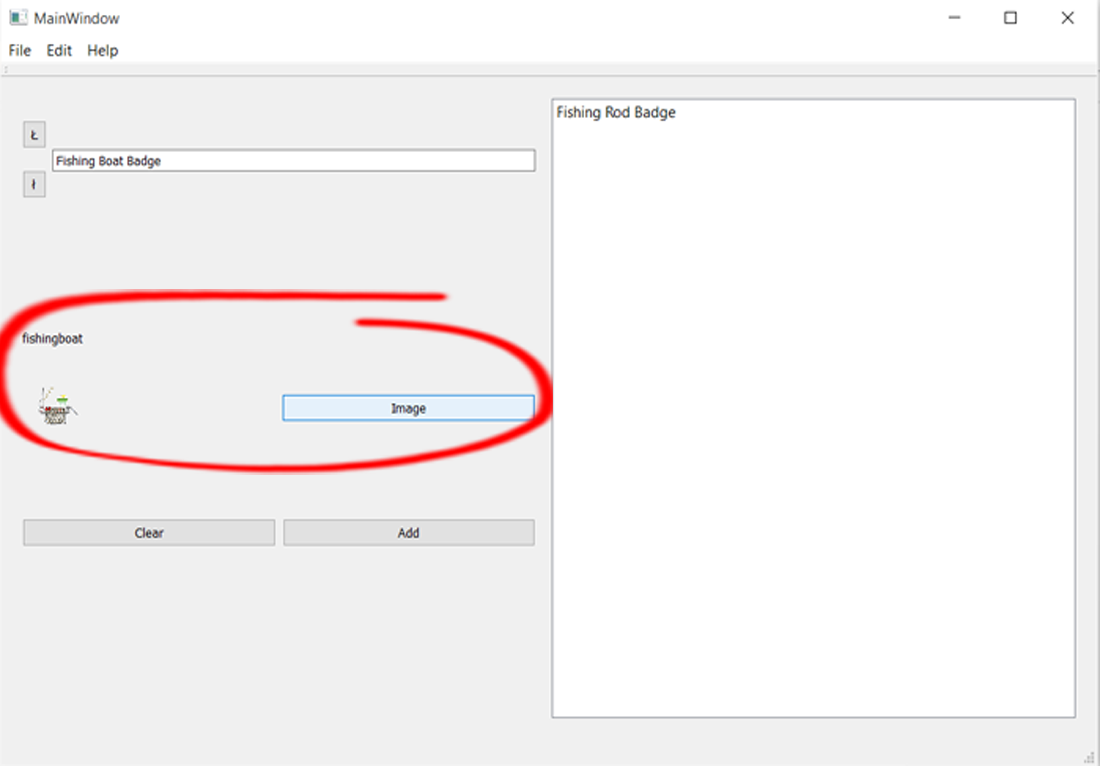 MainWindow
File Edit Help
Fishing Rod Badge
Ł
Fishing Boat Badge
ł
fishingboat
Image
Clear Add